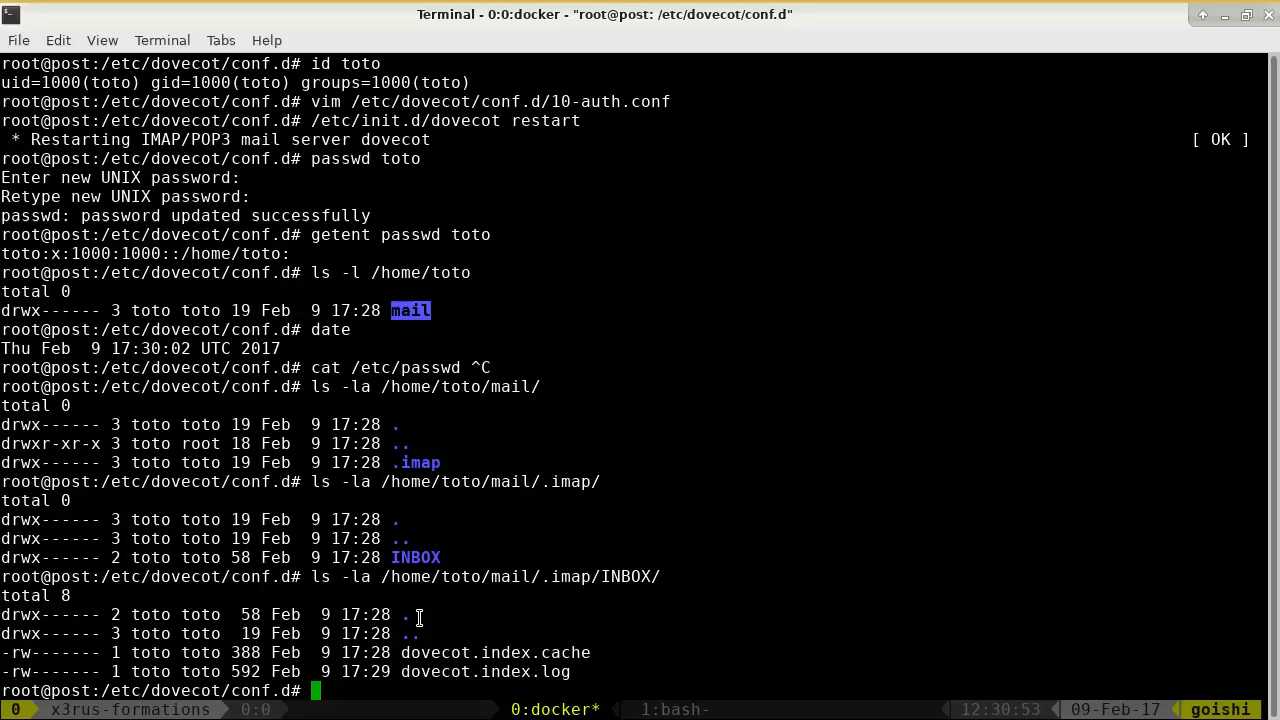 Terminal - 0:0:docker - "root@post: /etc/dovecot/conf.d"
File Edit View Terminal Tabs Help
root@post:/etc/dovecot/conf.d# id toto
uid=1000(toto) gid=1000(toto) groups=1000(toto)
root@post:/etc/dovecot/conf.d# vim /etc/dovecot/conf.d/10-auth.conf
root@post:/etc/dovecot/conf.d# /etc/init.d/dovecot restart
 * Restarting IMAP/POP3 mail server dovecot [ OK ]
root@post:/etc/dovecot/conf.d# passwd toto
Enter new UNIX password:
Retype new UNIX password:
passwd: password updated successfully
root@post:/etc/dovecot/conf.d# getent passwd toto
toto:x:1000:1000::/home/toto:
root@post:/etc/dovecot/conf.d# ls -l /home/toto
total 0
drwx------ 3 toto toto 19 Feb  9 17:28 mail
root@post:/etc/dovecot/conf.d# date
Thu Feb  9 17:30:02 UTC 2017
root@post:/etc/dovecot/conf.d# cat /etc/passwd ^C
root@post:/etc/dovecot/conf.d# ls -la /home/toto/mail/
total 0
drwx------ 3 toto toto 19 Feb  9 17:28 .
drwxr-xr-x 3 toto root 18 Feb  9 17:28 ..
drwx------ 3 toto toto 19 Feb  9 17:28 .imap
root@post:/etc/dovecot/conf.d# ls -la /home/toto/mail/.imap/
total 0
drwx------ 3 toto toto 19 Feb  9 17:28 .
drwx------ 3 toto toto 19 Feb  9 17:28 ..
drwx------ 2 toto toto 58 Feb  9 17:28 INBOX
root@post:/etc/dovecot/conf.d# ls -la /home/toto/mail/.imap/INBOX/
total 8
drwx------ 2 toto toto  58 Feb  9 17:28 .
drwx------ 3 toto toto  19 Feb  9 17:28 ..
-rw------- 1 toto toto 388 Feb  9 17:28 dovecot.index.cache
-rw------- 1 toto toto 592 Feb  9 17:29 dovecot.index.log
root@post:/etc/dovecot/conf.d#
0 x3rus-formations 0:0 0:docker* 1:bash- 12:30:53 09-Feb-17 goishi